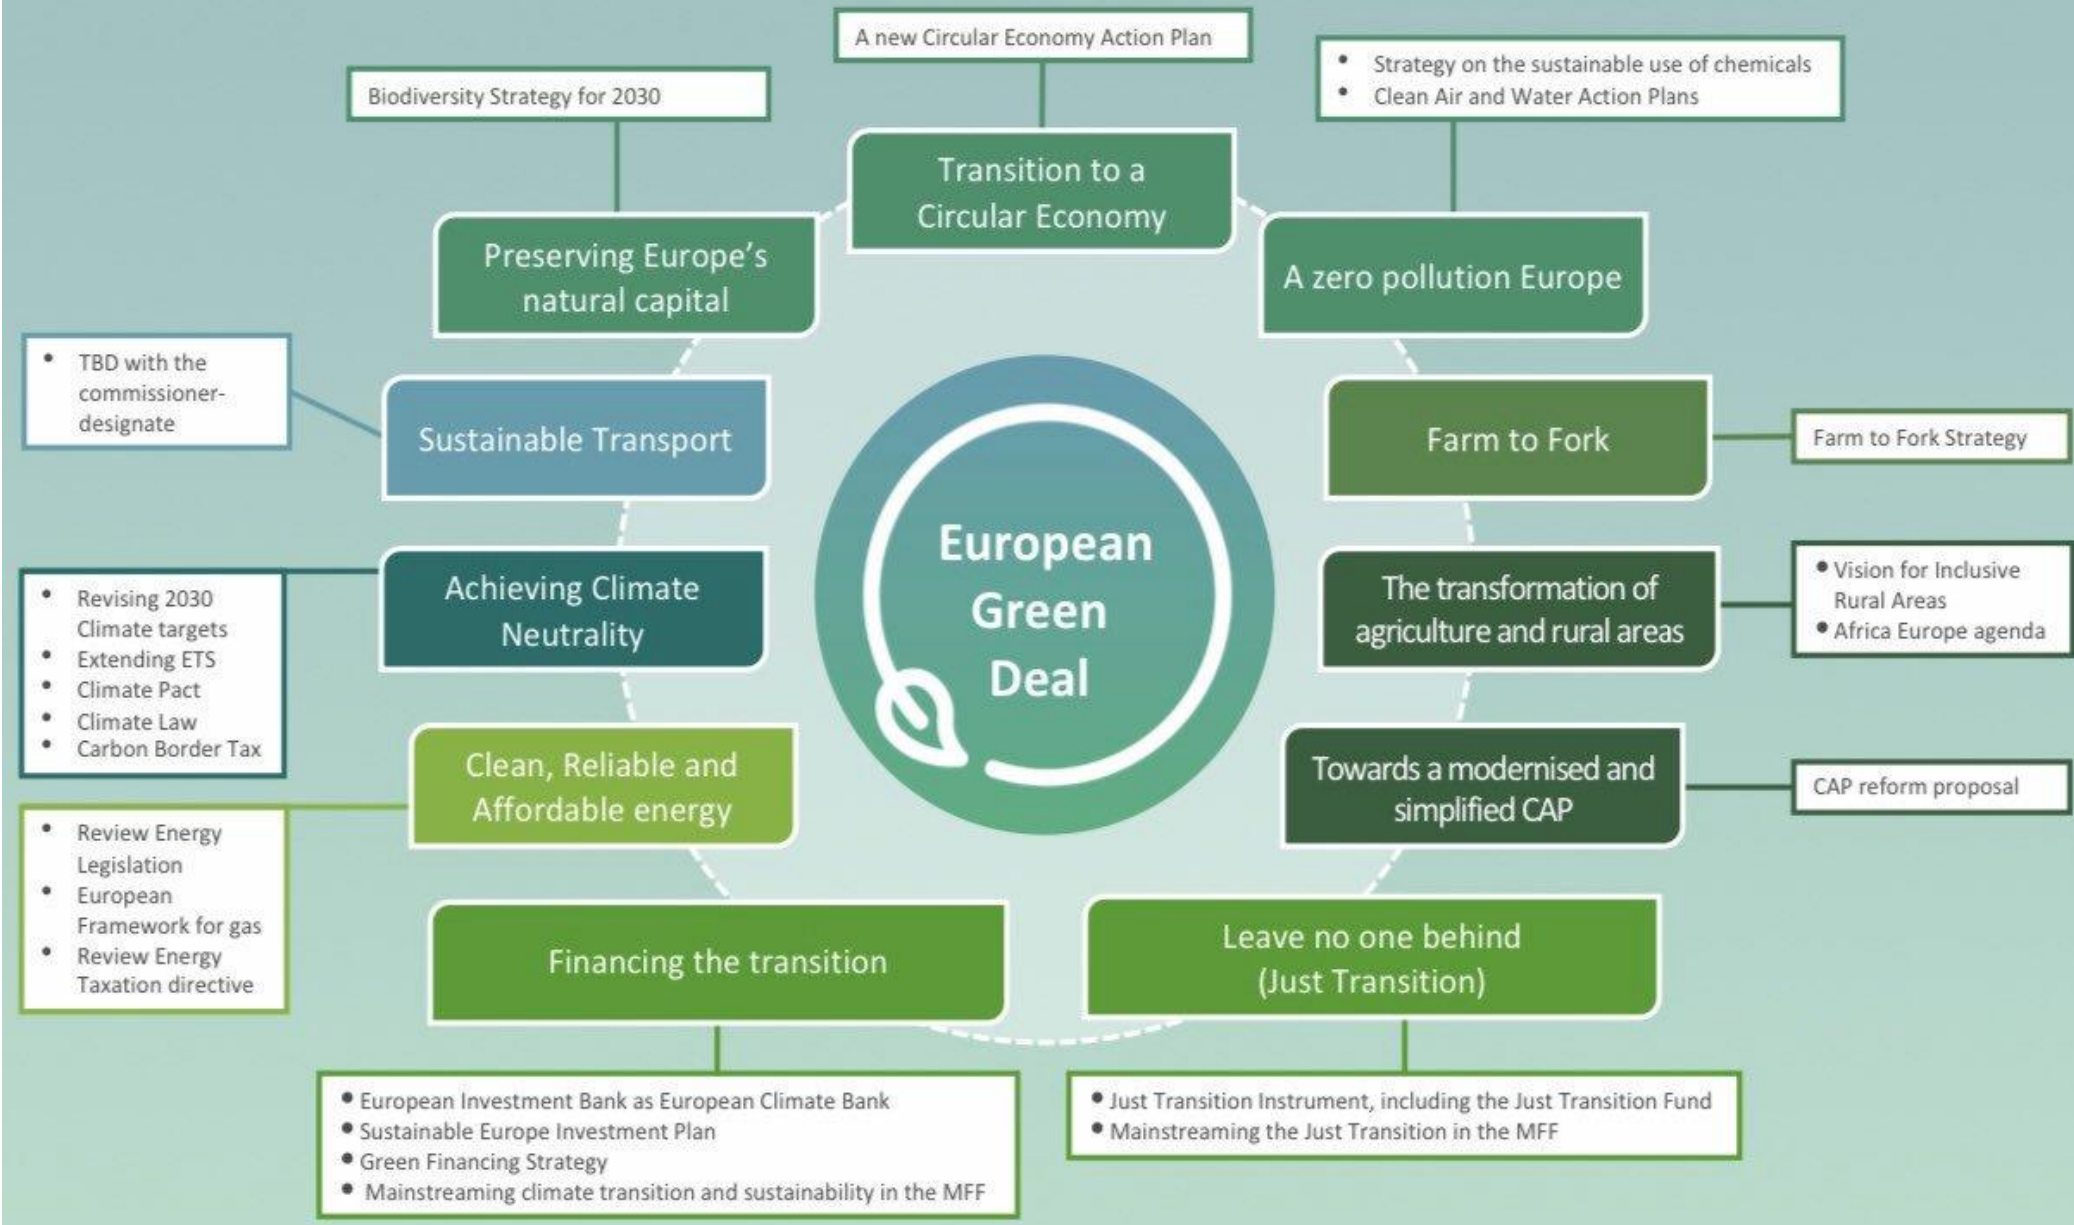 A new Circular Economy Action Plan
• Strategy on the sustainable use of chemicals
• Clean Air and Water Action Plans
Biodiversity Strategy for 2030
Transition to a
Circular Economy
Preserving Europe's
natural capital
A zero pollution Europe
• TBD with the
commissioner-
designate
Sustainable Transport
Farm to Fork
Farm to Fork Strategy
European
Green
Deal
Achieving Climate
Neutrality
• Revising 2030
Climate targets
• Extending ETS
• Climate Pact
• Climate Law
• Carbon Border Tax
The transformation of
agriculture and rural areas
• Vision for Inclusive
Rural Areas
• Africa Europe agenda
Clean, Reliable and
Affordable energy
• Review Energy
Legislation
• European
Framework for gas
• Review Energy
Taxation directive
Towards a modernised and
simplified CAP
CAP reform proposal
Financing the transition
Leave no one behind
(Just Transition)
• European Investment Bank as European Climate Bank
• Sustainable Europe Investment Plan
• Green Financing Strategy
• Mainstreaming climate transition and sustainability in the MFF
• Just Transition Instrument, including the Just Transition Fund
• Mainstreaming the Just Transition in the MFF